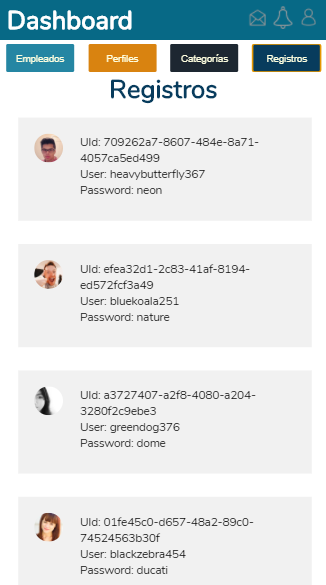 Dashboard
Empleados
Perfiles
Categorías
Registros
Registros
UId: 709262a7-8607-484e-8a71-
4057ca5ed499
User: heavybutterfly367
Password: neon
UId: efea32d1-2c83-41af-8194-
ed572fcf3a49
User: bluekoala251
Password: nature
UId: a3727407-a2f8-4080-a204-
3280f2c9ebe3
User: greendog376
Password: dome
UId: 01fe45c0-d657-48a2-89c0-
74524563b30f
User: blackzebra454
Password: ducati